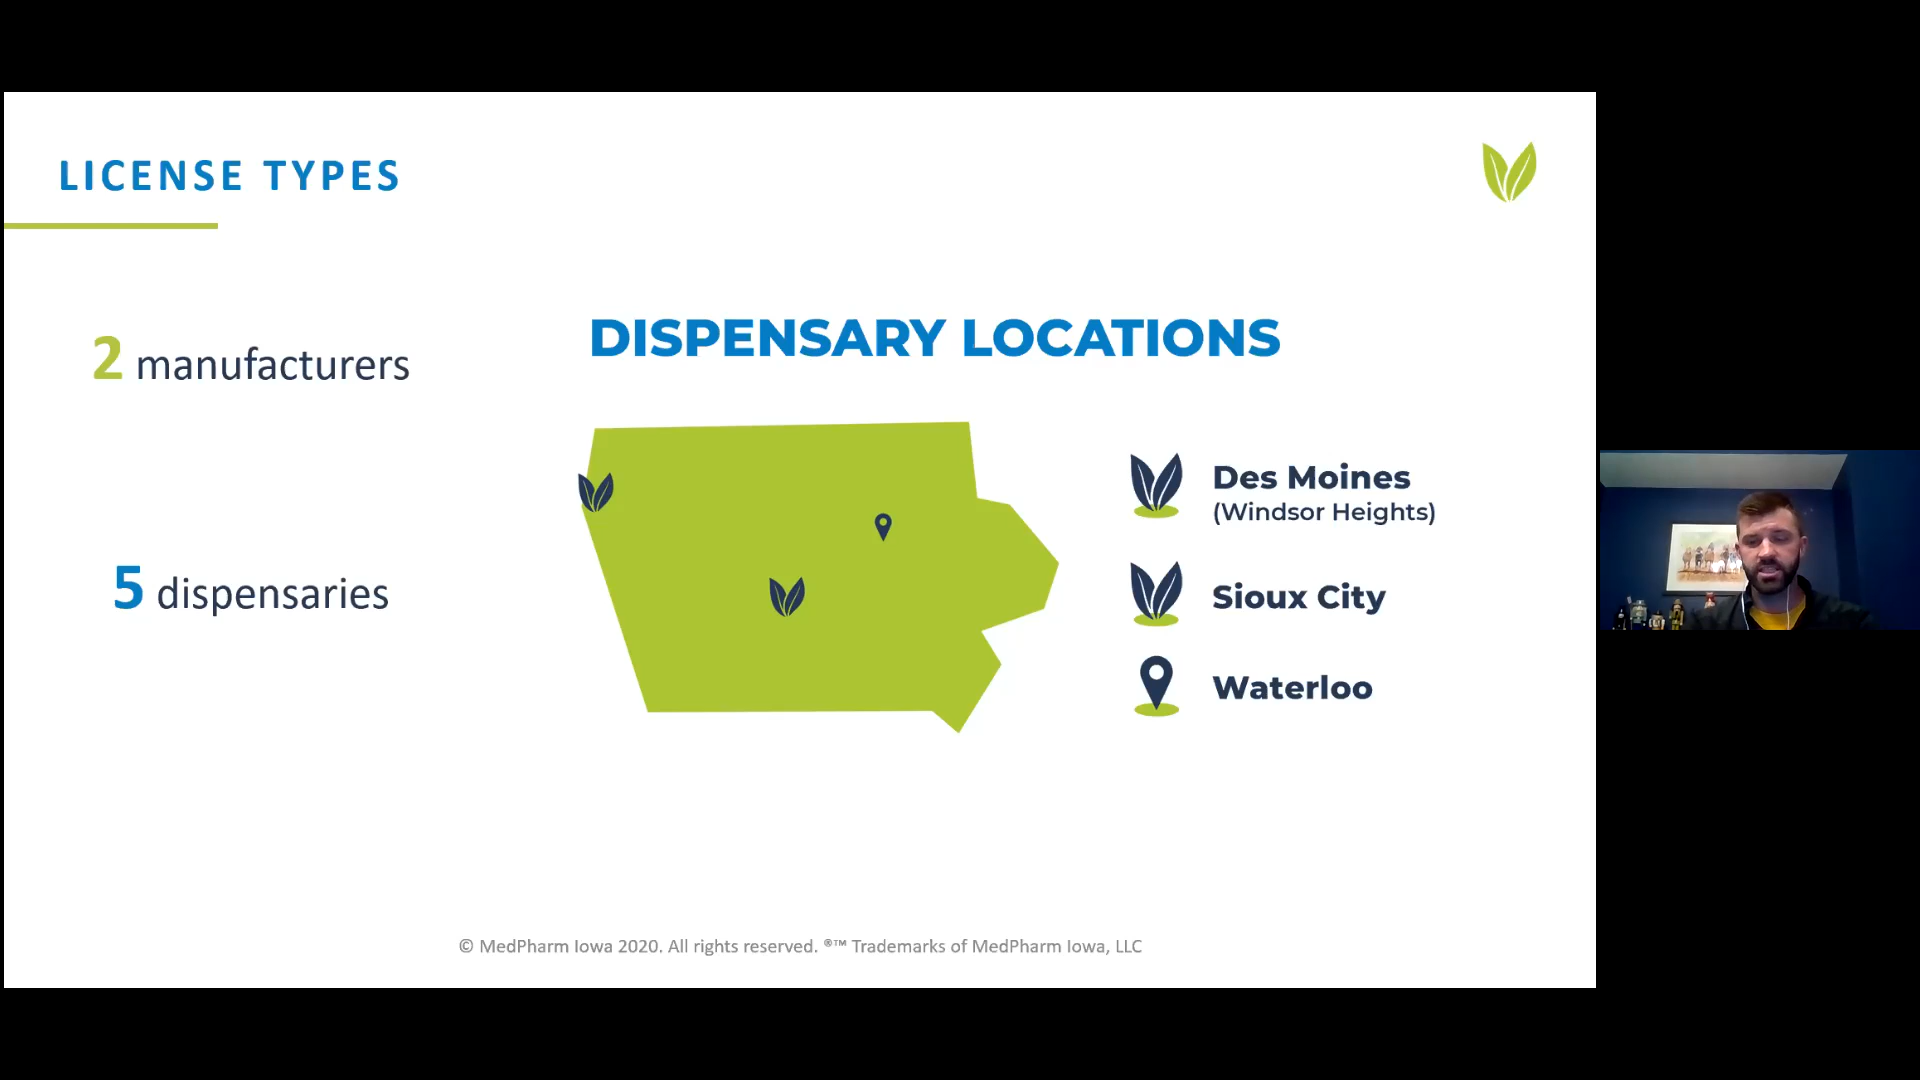 LICENSE TYPES
2 manufacturers
5 dispensaries
DISPENSARY LOCATIONS
Des Moines
(Windsor Heights)
Sioux City
Waterloo
© MedPharm Iowa 2020. All rights reserved. ®™ Trademarks of MedPharm Iowa, LLC